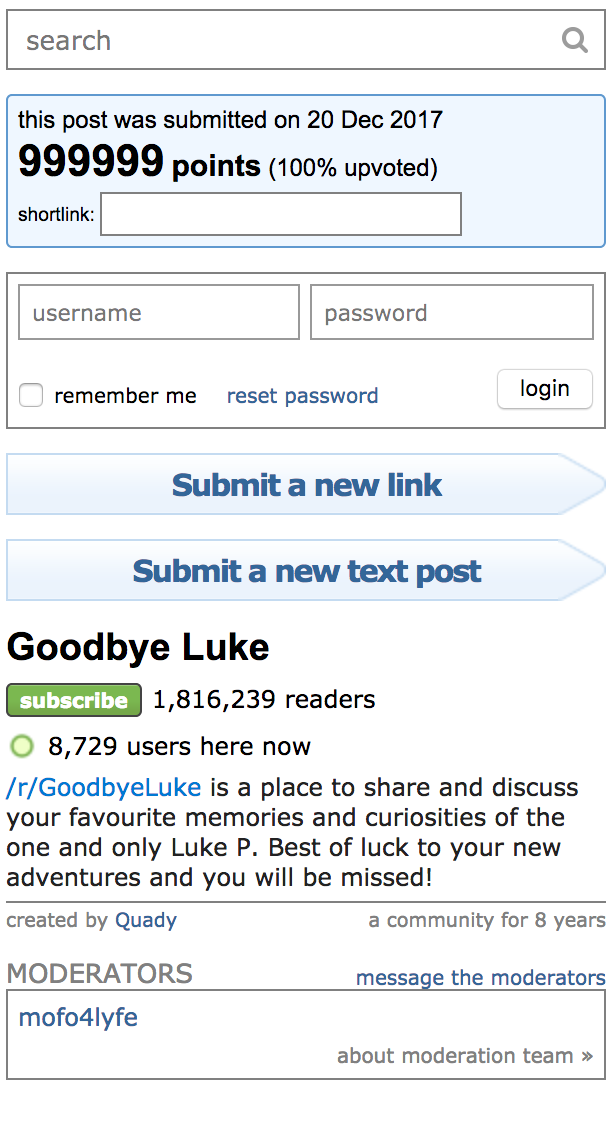 search
this post was submitted on 20 Dec 2017
999999 points (100% upvoted)
shortlink:
username password
remember me reset password login
Submit a new link
Submit a new text post
Goodbye Luke
subscribe 1,816,239 readers
8,729 users here now
/r/GoodbyeLuke is a place to share and discuss
your favourite memories and curiosities of the
one and only Luke P. Best of luck to your new
adventures and you will be missed!
created by Quady a community for 8 years
MODERATORS message the moderators
mofo4lyfe
about moderation team »